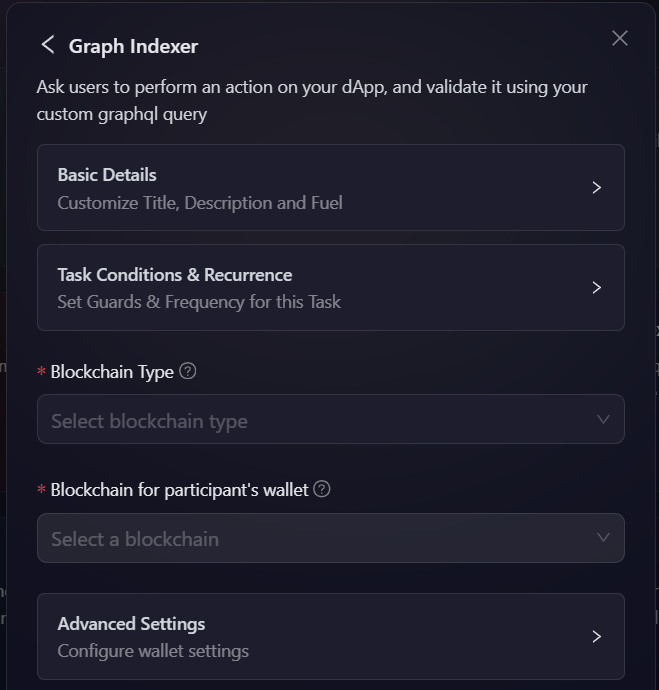 Graph Indexer
Ask users to perform an action on your dApp, and validate it using your
custom graphql query
Basic Details
Customize Title, Description and Fuel
Task Conditions & Recurrence
Set Guards & Frequency for this Task
* Blockchain Type
Select blockchain type
* Blockchain for participant's wallet
Select a blockchain
Advanced Settings
Configure wallet settings